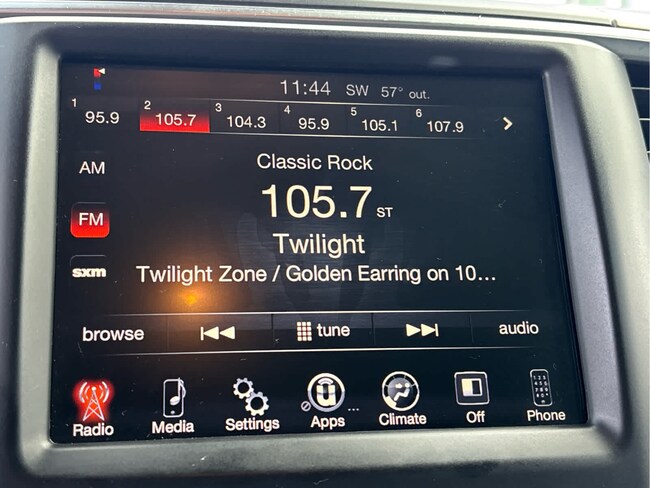 11:44 SW 57° out.
1 95.9 2 105.7 3 104.3 4 95.9 5 105.1 6 107.9
AM
Classic Rock
FM
105.7 ST
Twilight
sxm
Twilight Zone / Golden Earring on 10...
browse tune audio
Radio Media Settings Apps ... Climate Off Phone